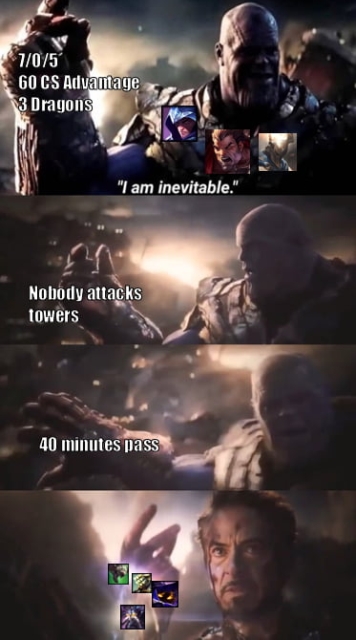 7/0/5
60 CS Advantage
3 Dragons
"I am inevitable."
Nobody attacks
towers
40 minutes pass